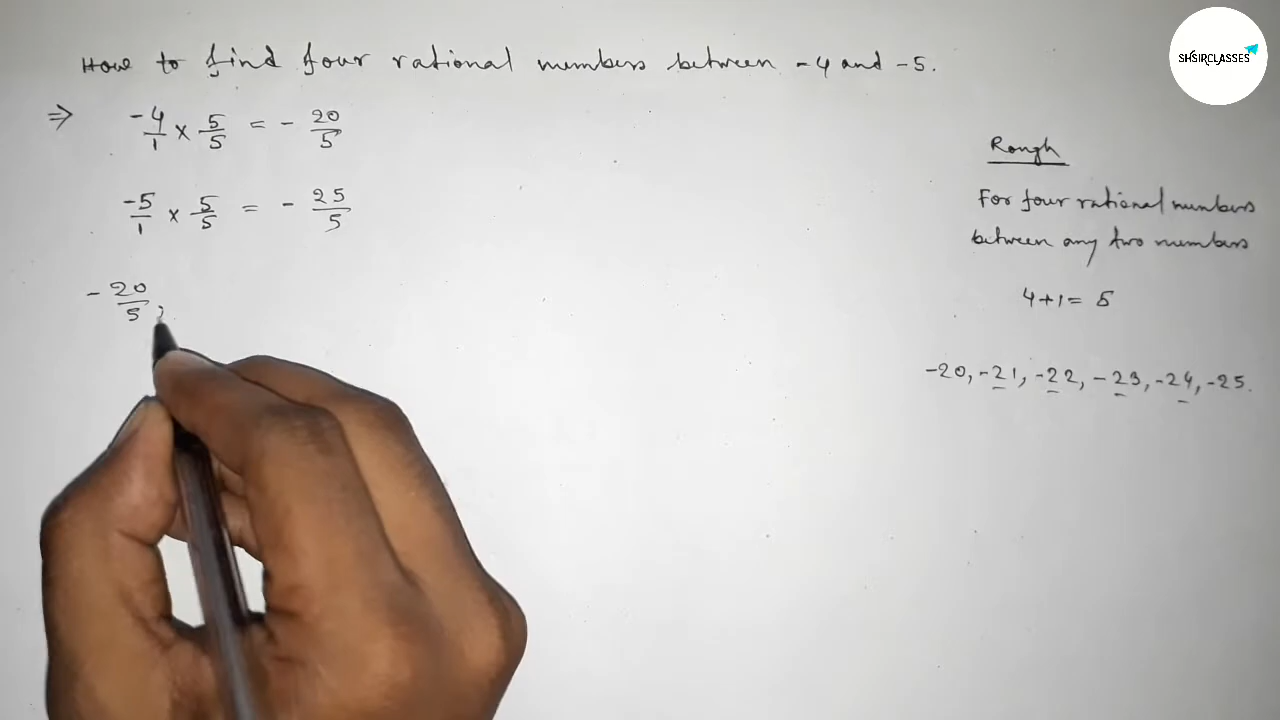 How to find four rational numbers between -4 and -5.
SHSIRCLASSES
⇒ -4/1 × 5/5 = - 20/5
-5/1 × 5/5 = - 25/5
- 20/5 ,
Rough
For four rational numbers
between any two numbers
4+1= 5
-20, -21, -22, -23, -24, -25.